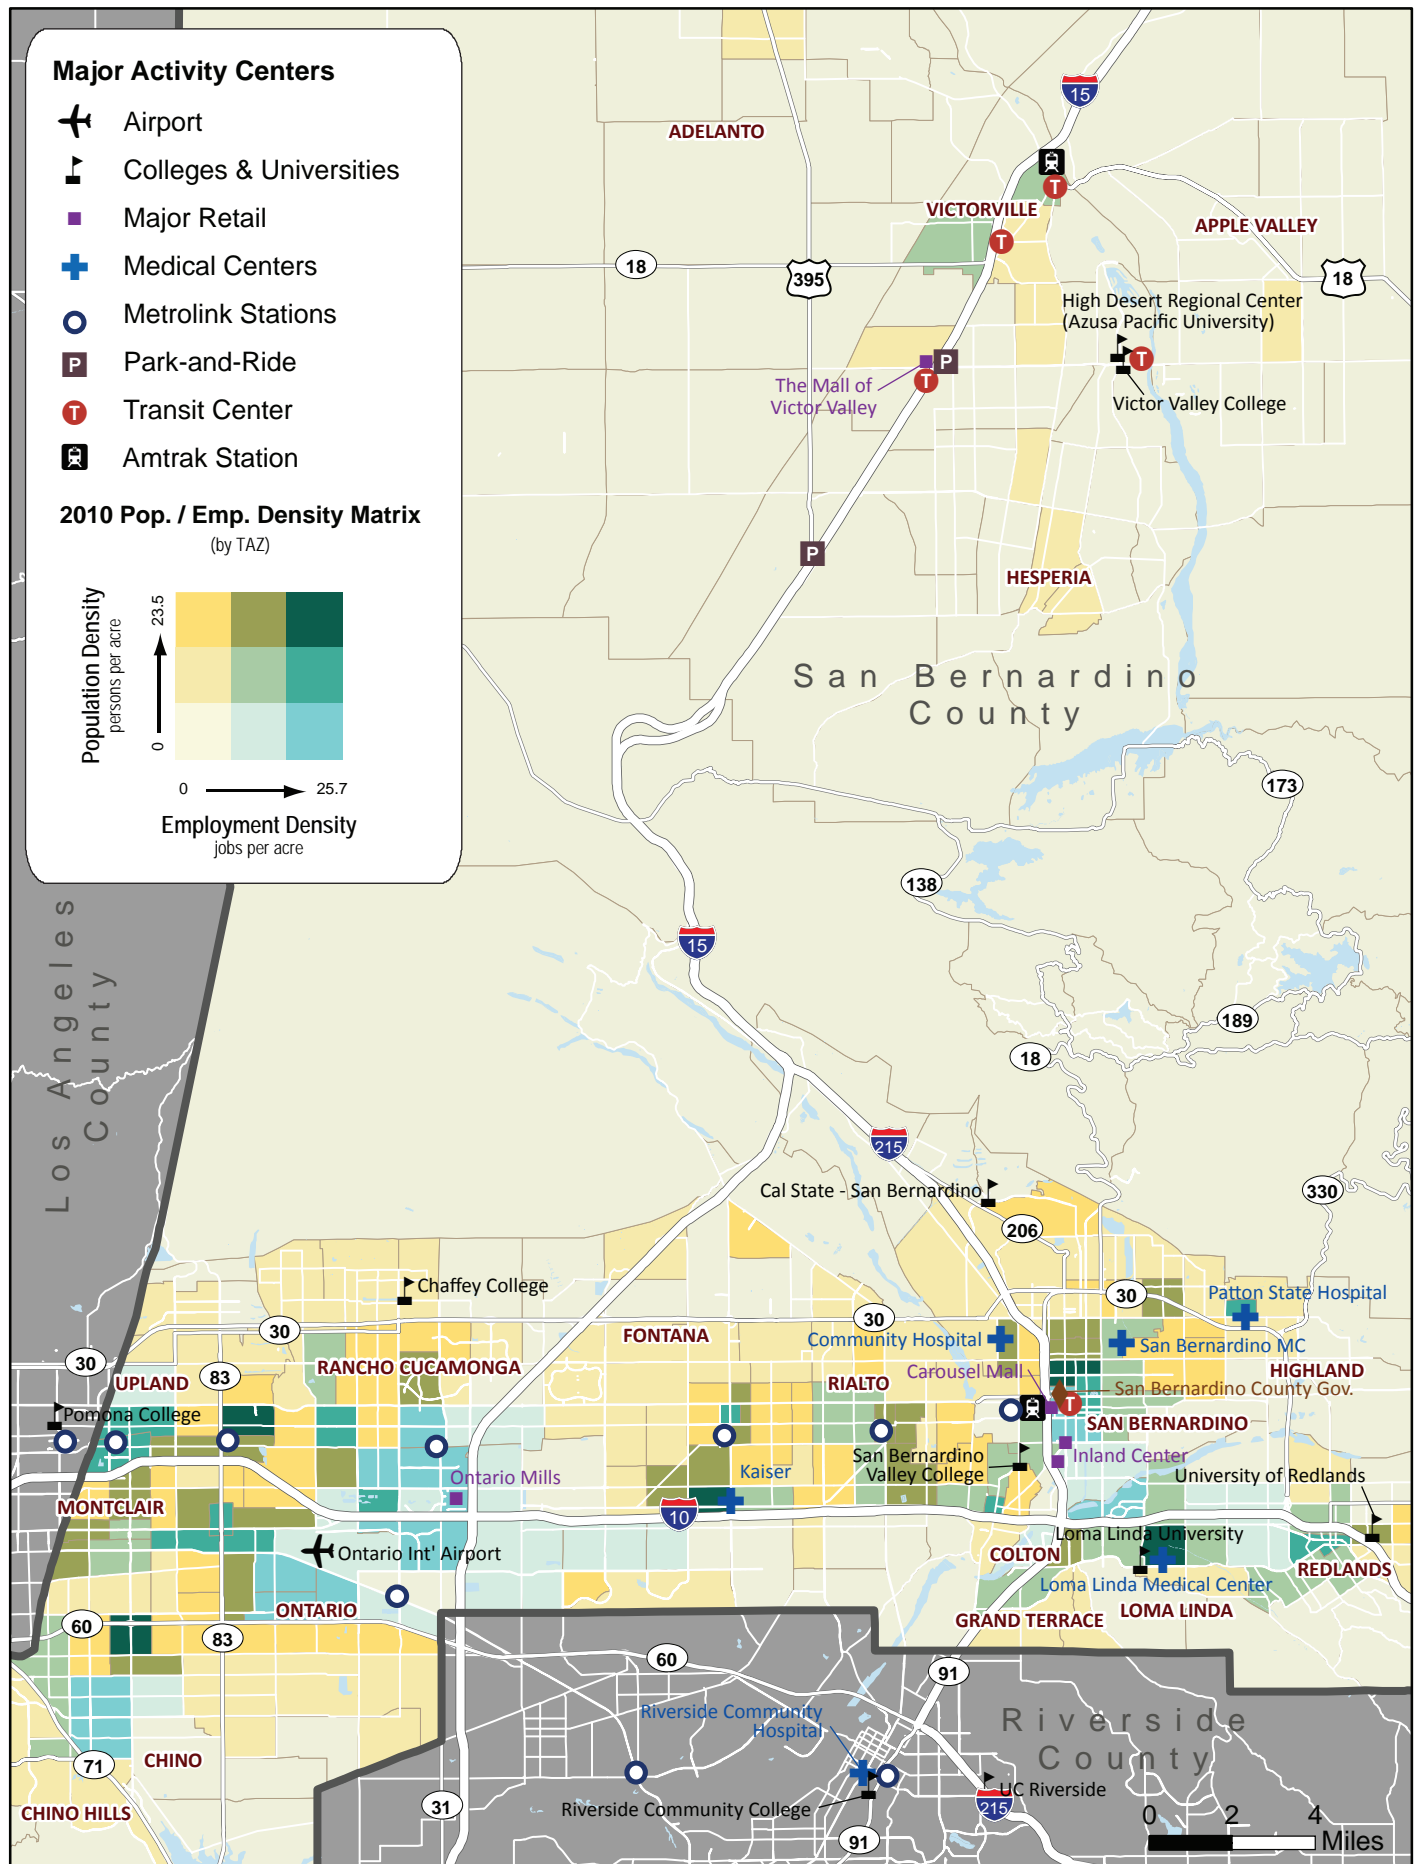 Major Activity Centers
Airport
Colleges & Universities
Major Retail
Medical Centers
Metrolink Stations
P
Park-and-Ride
T
Transit Center
Amtrak Station
2010 Pop. / Emp. Density Matrix
(by TAZ)
Population Density
persons per acre
0
23.5
0
25.7
Employment Density
jobs per acre
15
ADELANTO
T
VICTORVILLE
APPLE VALLEY
T
18
395
18
High Desert Regional Center
(Azusa Pacific University)
P
T
T
The Mall of
Victor Valley
Victor Valley College
P
HESPERIA
San Bernardino
County
173
138
Los Angeles
County
15
189
18
215
Cal State - San Bernardino
330
206
Chaffey College
30
Patton State Hospital
30
30
FONTANA
Community Hospital
San Bernardino MC
30
RANCHO CUCAMONGA
Carousel Mall
HIGHLAND
UPLAND
83
RIALTO
San Bernardino County Gov.
T
Pomona College
SAN BERNARDINO
San Bernardino
Valley College
Inland Center
Ontario Mills
Kaiser
University of Redlands
MONTCLAIR
10
Loma Linda University
Ontario Int' Airport
COLTON
REDLANDS
Loma Linda Medical Center
ONTARIO
GRAND TERRACE
LOMA LINDA
60
83
60
91
Riverside Community
Hospital
Riverside
County
CHINO
71
UC Riverside
CHINO HILLS
31
Riverside Community College
215
91
0 2 4
Miles